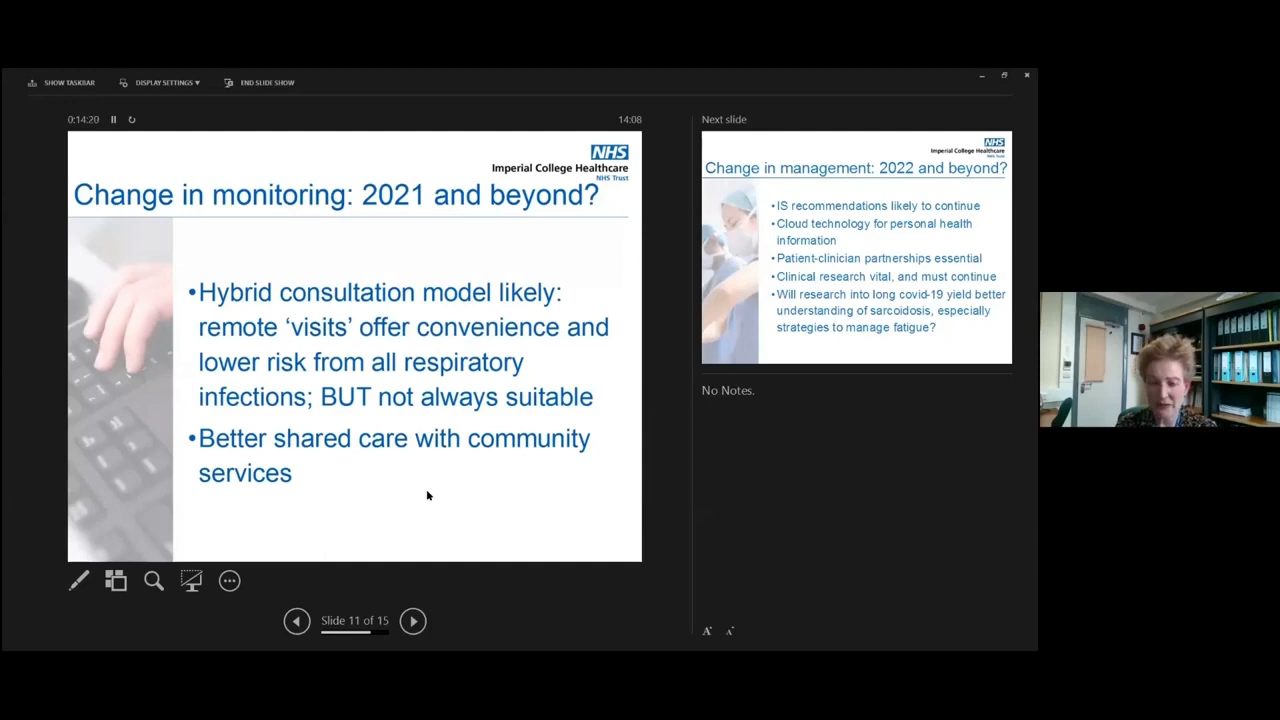 SHOW TASKBAR
DISPLAY SETTINGS ▾
END SLIDE SHOW
0:14:20
14:08
NHS
Imperial College Healthcare
NHS Trust
Change in monitoring: 2021 and beyond?
•Hybrid consultation model likely:
remote ‘visits’ offer convenience and
lower risk from all respiratory
infections; BUT not always suitable
•Better shared care with community
services
Slide 11 of 15
Next slide
NHS
Imperial College Healthcare
NHS Trust
Change in management: 2022 and beyond?
•IS recommendations likely to continue
•Cloud technology for personal health
information
•Patient-clinician partnerships essential
•Clinical research vital, and must continue
•Will research into long covid-19 yield better
understanding of sarcoidosis, especially
strategies to manage fatigue?
No Notes.
A
A